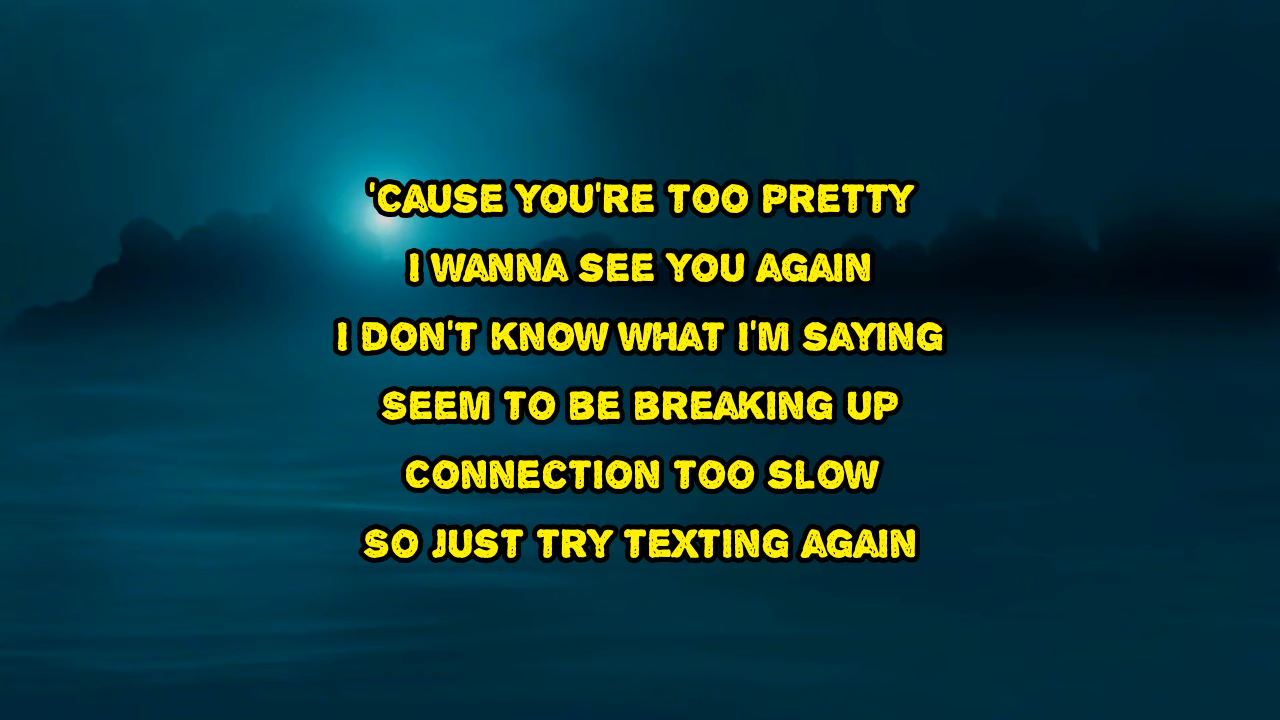 'CAUSE YOU'RE TOO PRETTY
I WANNA SEE YOU AGAIN
I DON'T KNOW WHAT I'M SAYING
SEEM TO BE BREAKING UP
CONNECTION TOO SLOW
SO JUST TRY TEXTING AGAIN